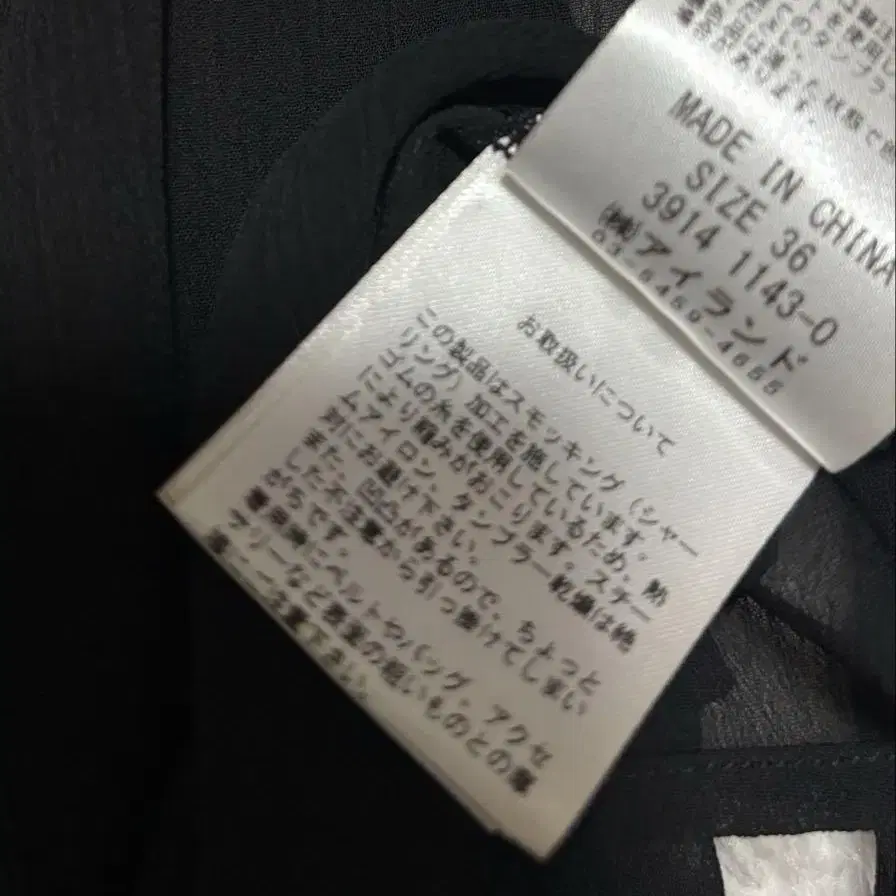 MADE IN CHINA
SIZE 36
3914 1143-0
㈱アイランド
お取扱いについて
この製品はスモッキング（シャー
リング）加工を施しています。
ゴムの糸を使用しているため、熱
により縮みがおこります。スチー
ムアイロン、タンブラー乾燥は絶
対にお避け下さい。
また、凹凸があるので、ちょっと
した不注意から引っ掛けてしまい
がちです。
着用時にベルトやバッグ、アクセ
サリーなど表面の粗いものとの摩
ご注意下さい。